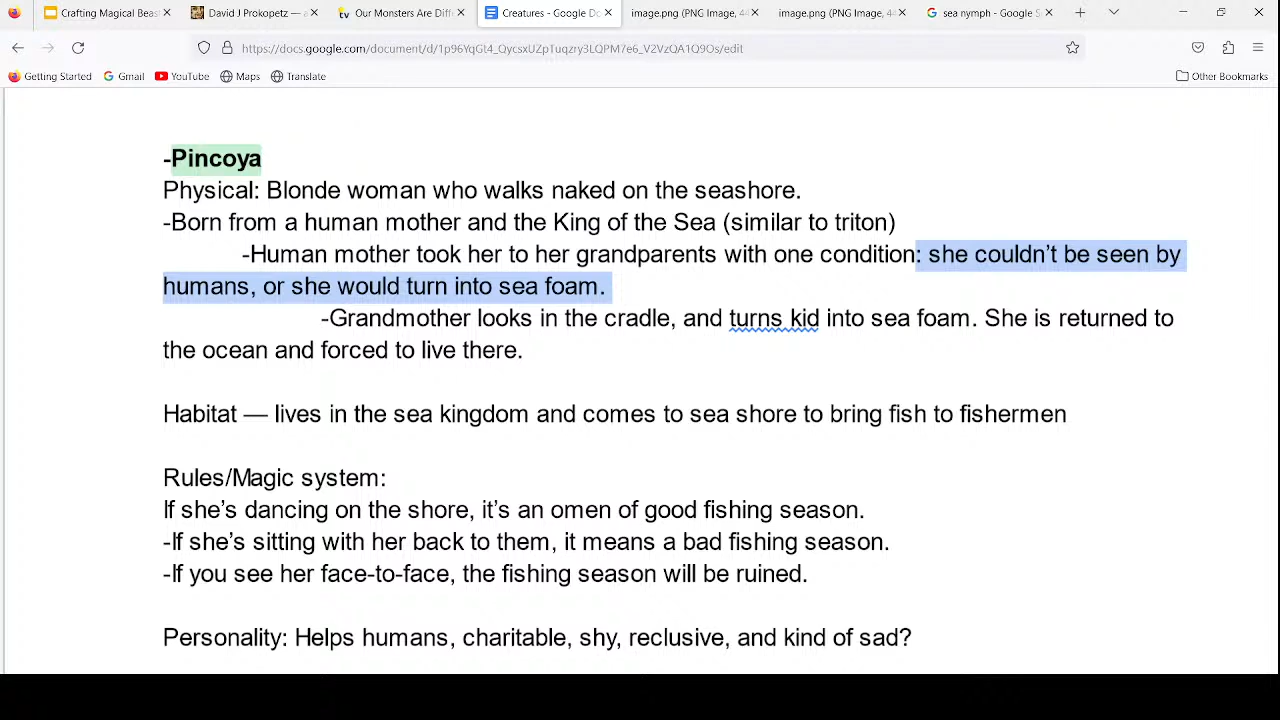 Crafting Magical Beast
David J Prokopetz — a
Our Monsters Are Diff
Creatures - Google Do
image.png (PNG Image, 44
image.png (PNG Image, 44
sea nymph - Google S
https://docs.google.com/document/d/1p96YqO4_QycsxUZpTuqzry3LQPM7e6_V2VzQA1Q9Os/edit
Getting Started
Gmail
YouTube
Maps
Translate
Other Bookmarks
-Pincoya
Physical: Blonde woman who walks naked on the seashore.
-Born from a human mother and the King of the Sea (similar to triton)
-Human mother took her to her grandparents with one condition: she couldn’t be seen by
humans, or she would turn into sea foam.
-Grandmother looks in the cradle, and turns kid into sea foam. She is returned to
the ocean and forced to live there.
Habitat — lives in the sea kingdom and comes to sea shore to bring fish to fishermen
Rules/Magic system:
If she’s dancing on the shore, it’s an omen of good fishing season.
-If she’s sitting with her back to them, it means a bad fishing season.
-If you see her face-to-face, the fishing season will be ruined.
Personality: Helps humans, charitable, shy, reclusive, and kind of sad?